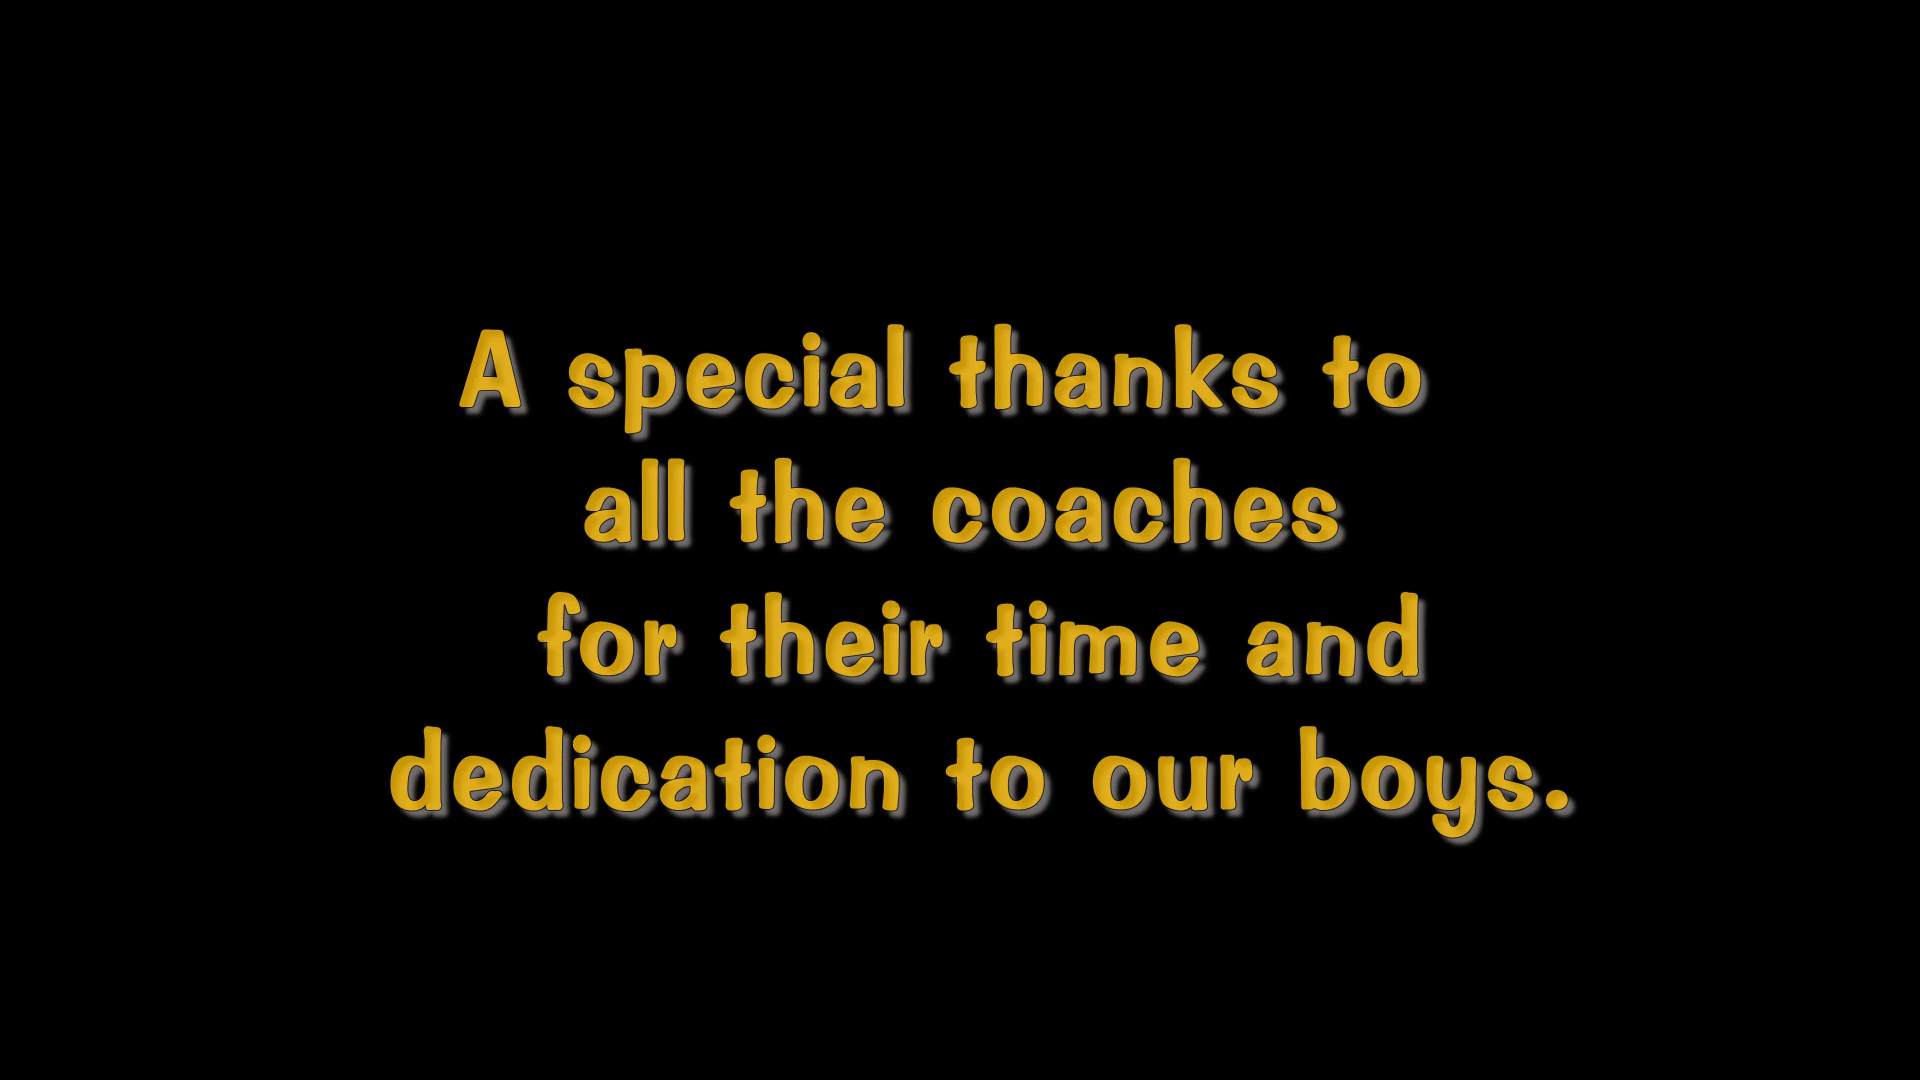 A special thanks to
all the coaches
for their time and
dedication to our boys.